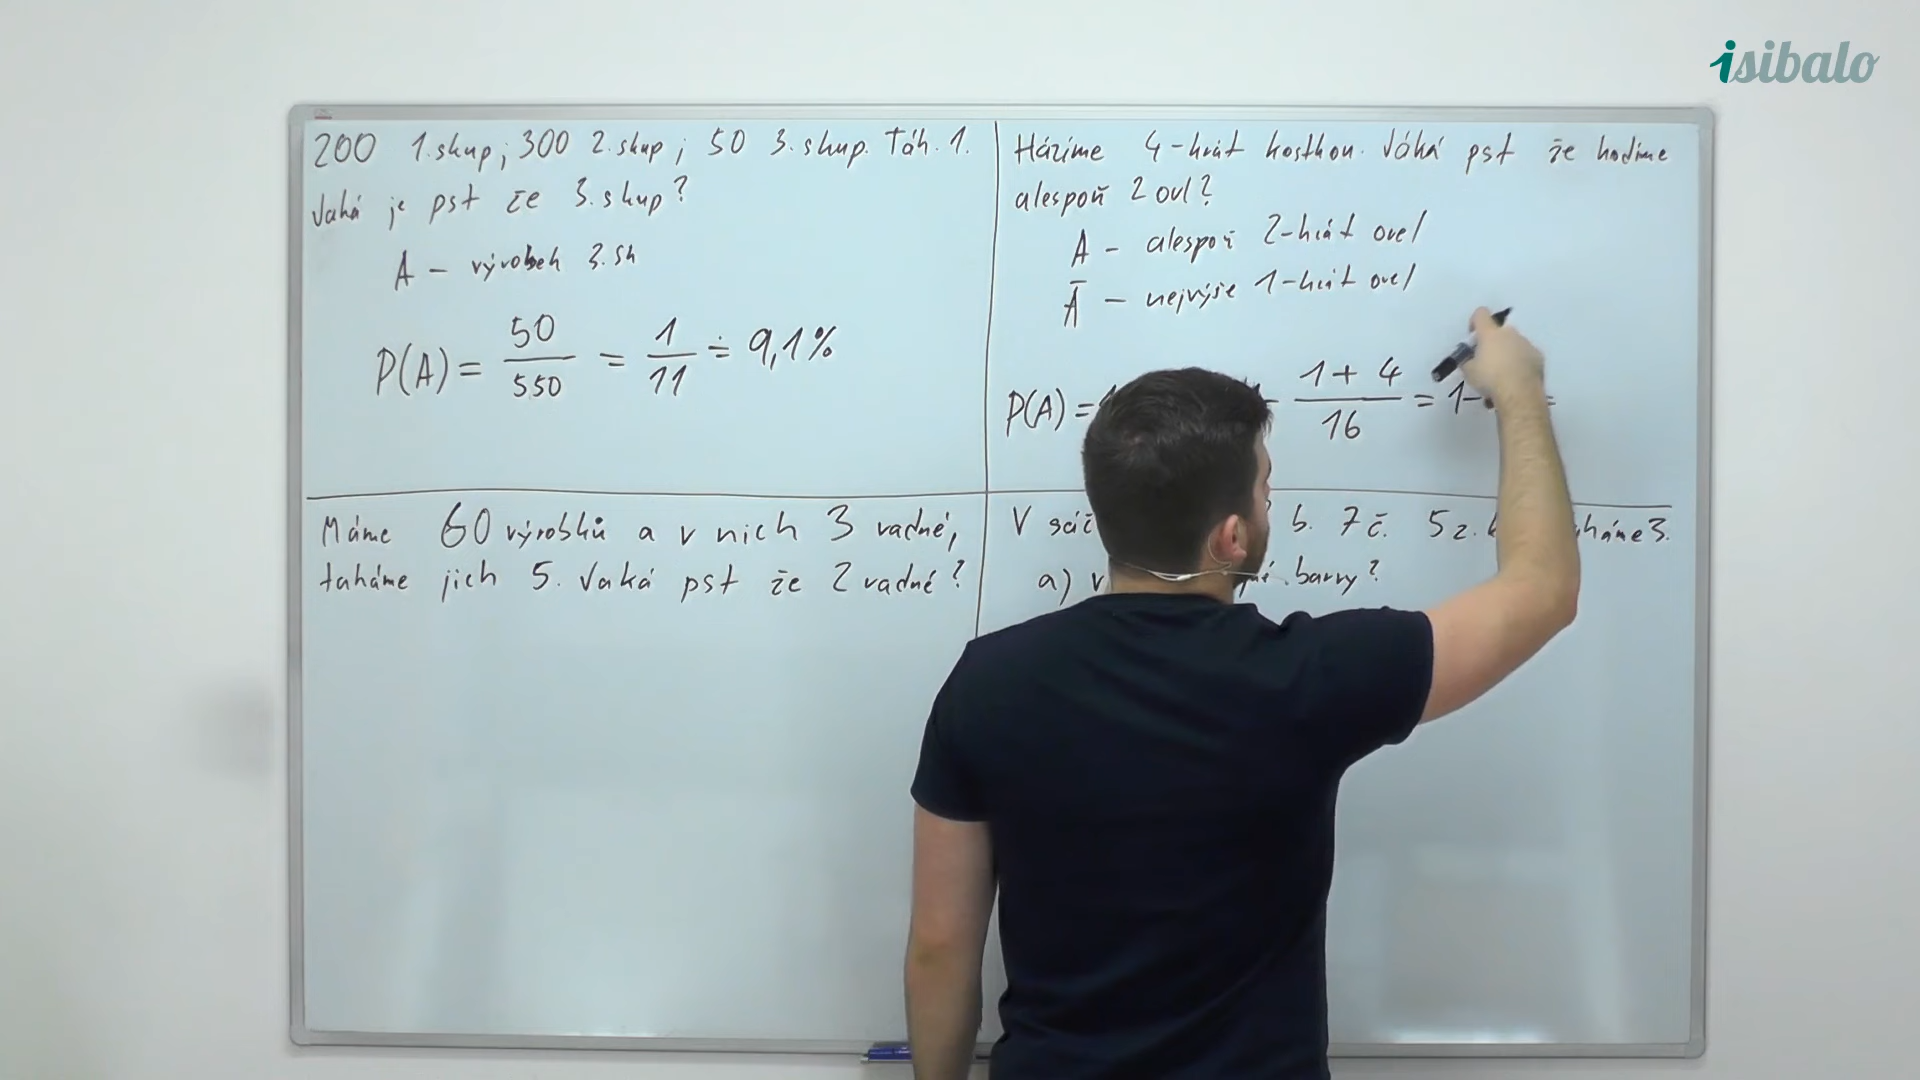 isibalo
200 1.skup; 300 2.skup; 50 3.skup. Táh. 1.
Jaká je pst že 3.skup?
A – výrobek 3.sk
P(A) = 50/550 = 1/11 ≐ 9,1%
Házíme 4-krát kostkou. Jáká pst že hodíme
alespoň 2 orl?
A – alespoň 2-krát orel
Ā – nejvýše 1-krát orel
P(A) = 1+4/16 = 1- =
Máme 60 výrobků a v nich 3 vadné,
taháme jich 5. Jaká pst že 2 vadné?
V b. 7č. 5z.
a) barvy?